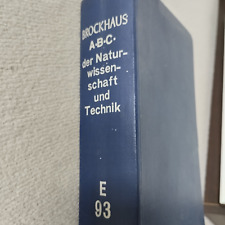 BROCKHAUS
A·B·C·
der Natur-
wissen-
schaft
und
Technik
E
93